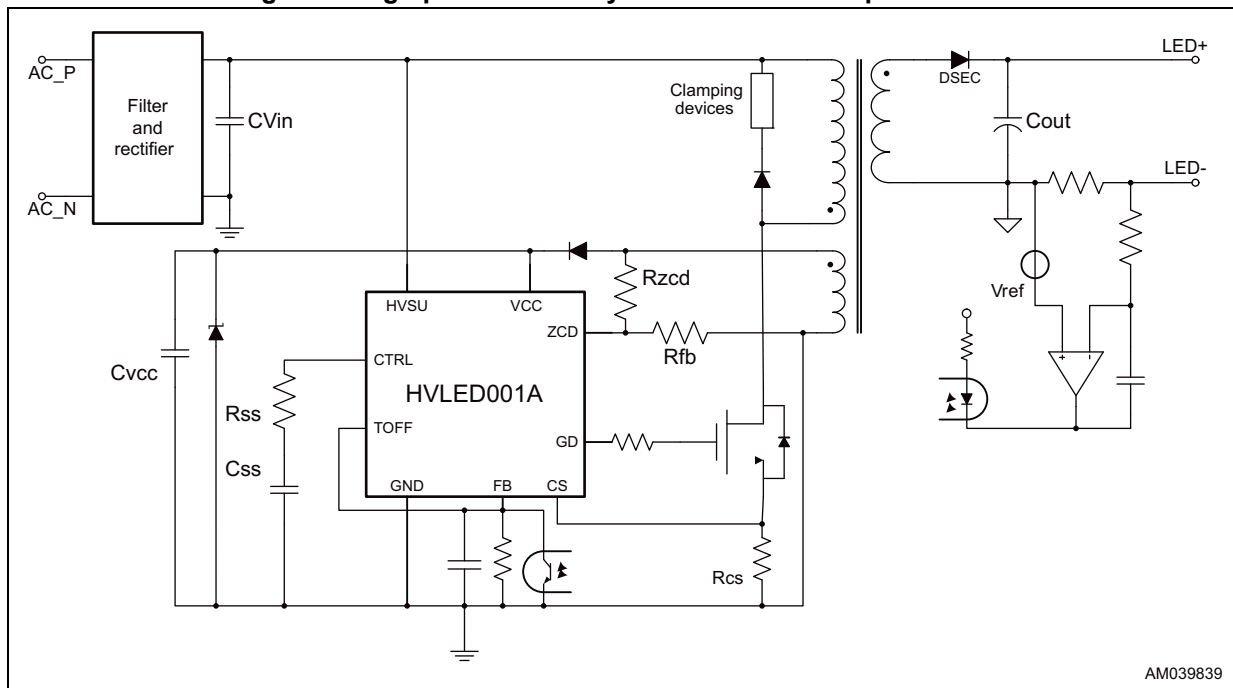 LED+
AC_P
DSEC
Clamping
devices
Filter
and
rectifier
CVin
Cout
LED-
AC_N
Rzcd
Vref
HVSU
VCC
ZCD
Rfb
CTRL
Cvcc
HVLED001A
+
-
Rss
TOFF
GD
Css
GND
FB
CS
Rcs
AM039839